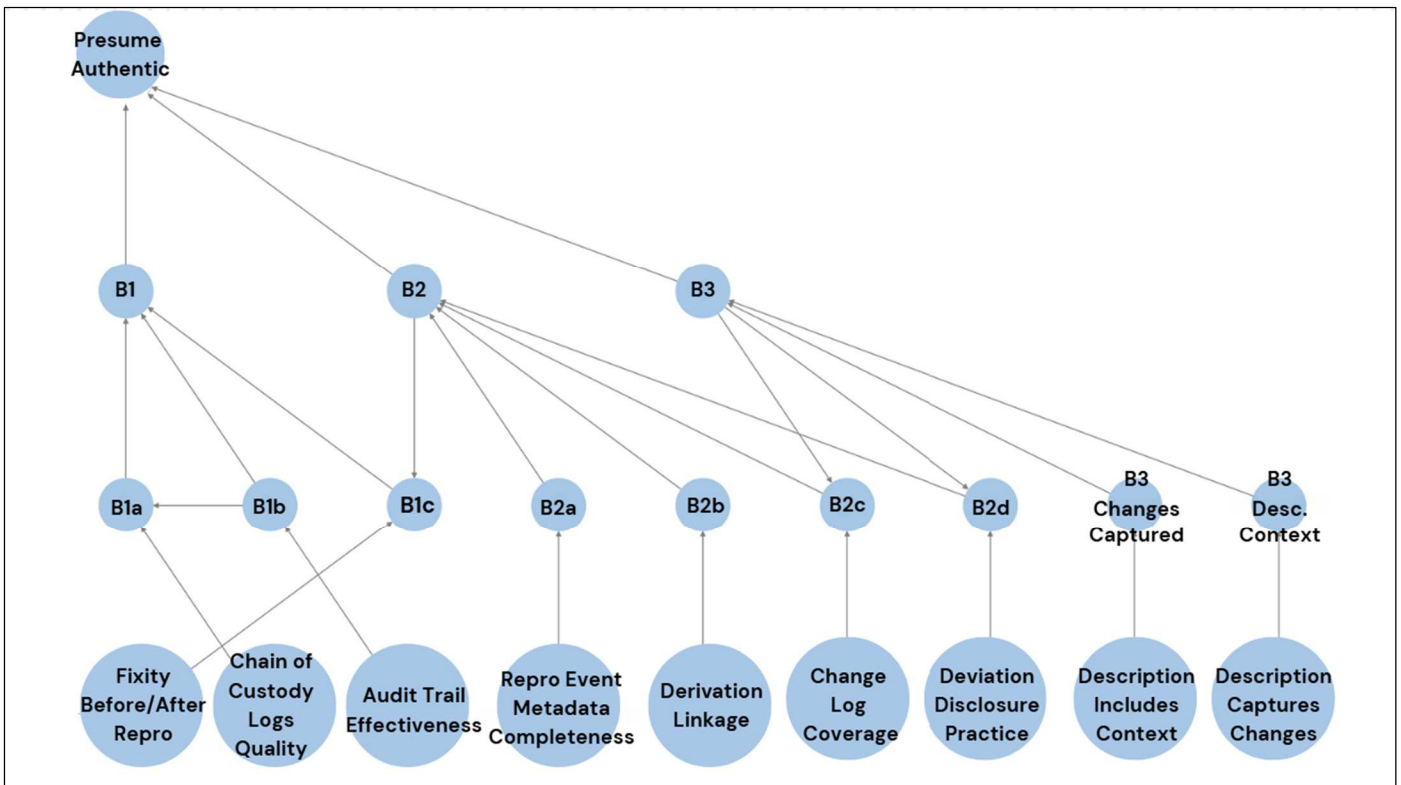 Presume
Authentic
B1
B2
B3
B1a
B1b
B1c
B2a
B2b
B2c
B2d
B3
Changes
Captured
B3
Desc.
Context
Fixity
Before/After
Repro
Chain of
Custody
Logs
Quality
Audit Trail
Effectiveness
Repro Event
Metadata
Completeness
Derivation
Linkage
Change
Log
Coverage
Deviation
Disclosure
Practice
Description
Includes
Context
Description
Captures
Changes